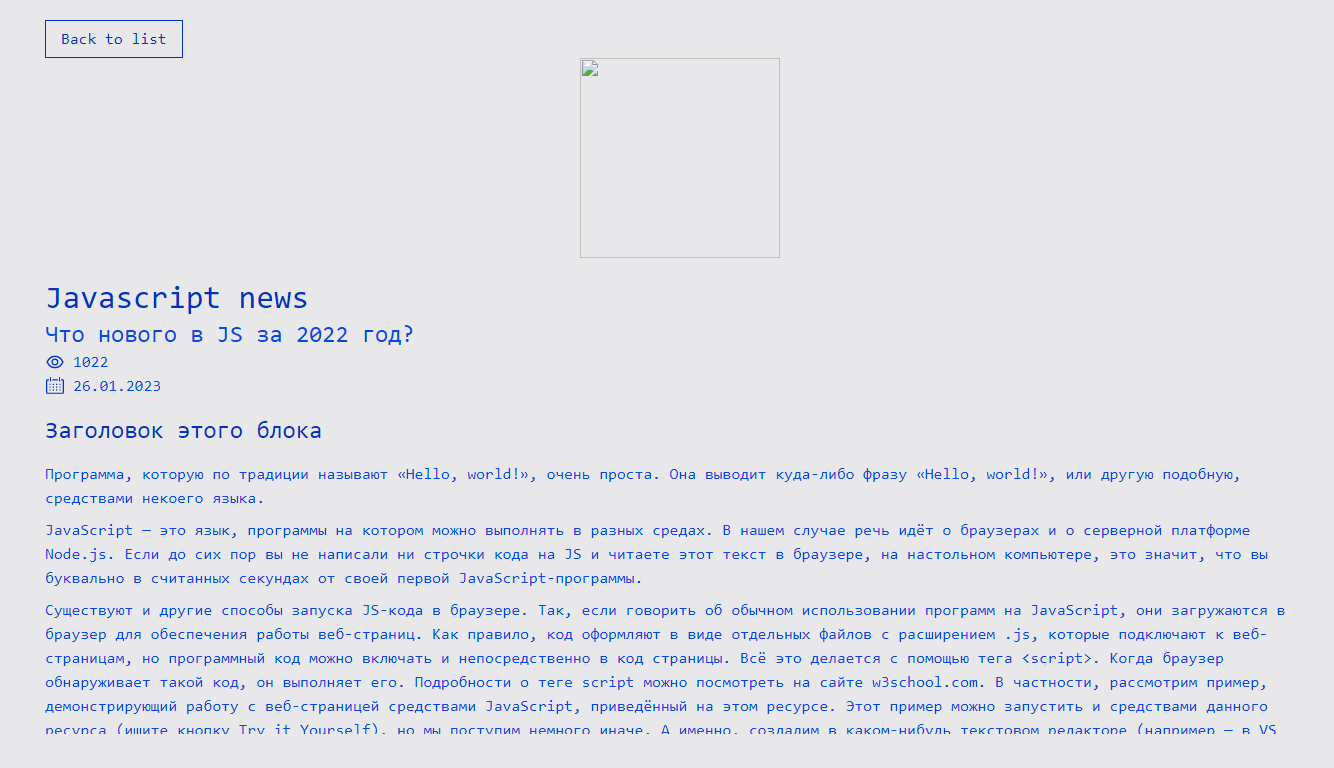 Back to list
Javascript news
Что нового в JS за 2022 год?
1022
26.01.2023
Заголовок этого блока
Программа, которую по традиции называют «Hello, world!», очень проста. Она выводит куда-либо фразу «Hello, world!», или другую подобную,
средствами некоего языка.
JavaScript — это язык, программы на котором можно выполнять в разных средах. В нашем случае речь идёт о браузерах и о серверной платформе
Node.js. Если до сих пор вы не написали ни строчки кода на JS и читаете этот текст в браузере, на настольном компьютере, это значит, что вы
буквально в считанных секундах от своей первой JavaScript-программы.
Существуют и другие способы запуска JS-кода в браузере. Так, если говорить об обычном использовании программ на JavaScript, они загружаются в
браузер для обеспечения работы веб-страниц. Как правило, код оформляют в виде отдельных файлов с расширением .js, которые подключают к веб-
страницам, но программный код можно включать и непосредственно в код страницы. Всё это делается с помощью тега <script>. Когда браузер
обнаруживает такой код, он выполняет его. Подробности о теге script можно посмотреть на сайте w3school.com. В частности, рассмотрим пример,
демонстрирующий работу с веб-страницей средствами JavaScript, приведённый на этом ресурсе. Этот пример можно запустить и средствами данного
ресурса (ищите кнопку Try it Yourself), но мы поступим немного иначе. А именно, создадим в каком-нибудь текстовом редакторе (например — в VS